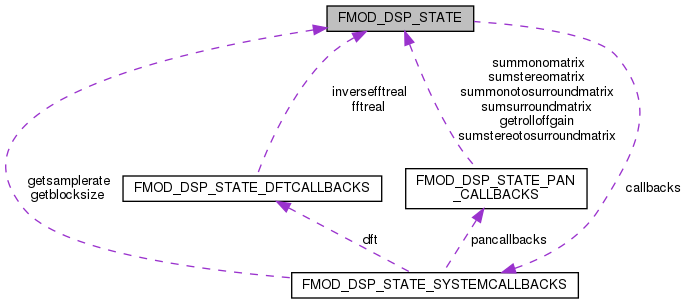 FMOD_DSP_STATE
summonomatrix
sumstereomatrix
summonotosurroundmatrix
sumsurroundmatrix
getrolloffgain
sumstereotosurroundmatrix
inversefftreal
fftreal
getsamplerate
getblocksize
FMOD_DSP_STATE_DFTCALLBACKS
FMOD_DSP_STATE_PAN
_CALLBACKS
callbacks
dft
pancallbacks
FMOD_DSP_STATE_SYSTEMCALLBACKS